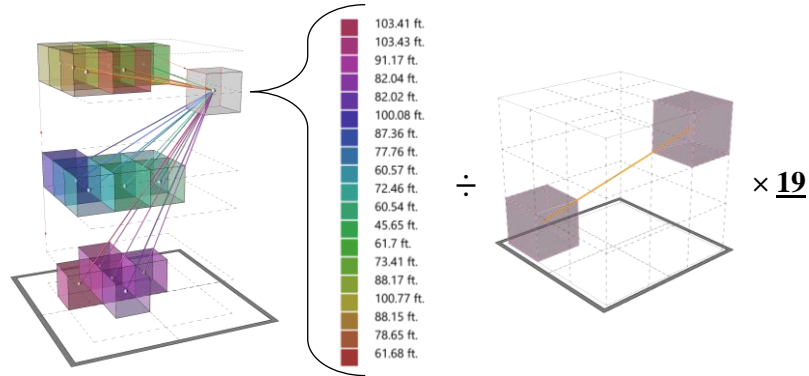 103.41 ft.
103.43 ft.
91.17 ft.
82.04 ft.
82.02 ft.
100.08 ft.
87.36 ft.
77.76 ft.
60.57 ft.
72.46 ft.
60.54 ft.
45.65 ft.
61.7 ft.
73.41 ft.
88.17 ft.
100.77 ft.
88.15 ft.
78.65 ft.
61.68 ft.
÷
× 19